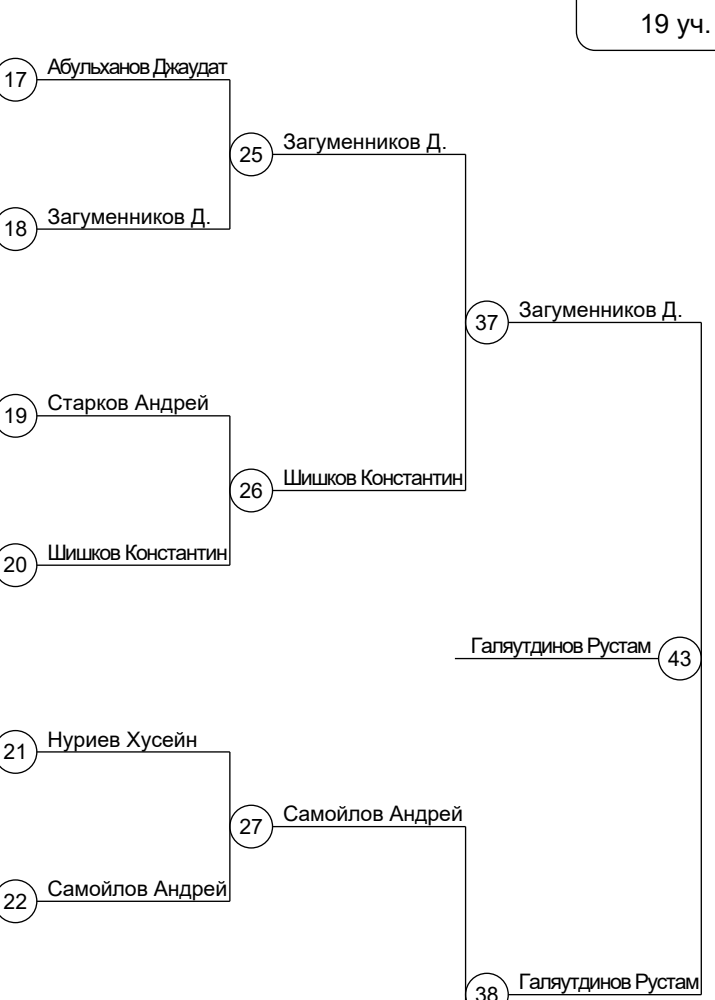 19 уч.
17 Абульханов Джаудат
25 Загуменников Д.
18 Загуменников Д.
37 Загуменников Д.
19 Старков Андрей
26 Шишков Константин
20 Шишков Константин
Галяутдинов Рустам 43
21 Нуриев Хусейн
27 Самойлов Андрей
22 Самойлов Андрей
38 Галяутдинов Рустам